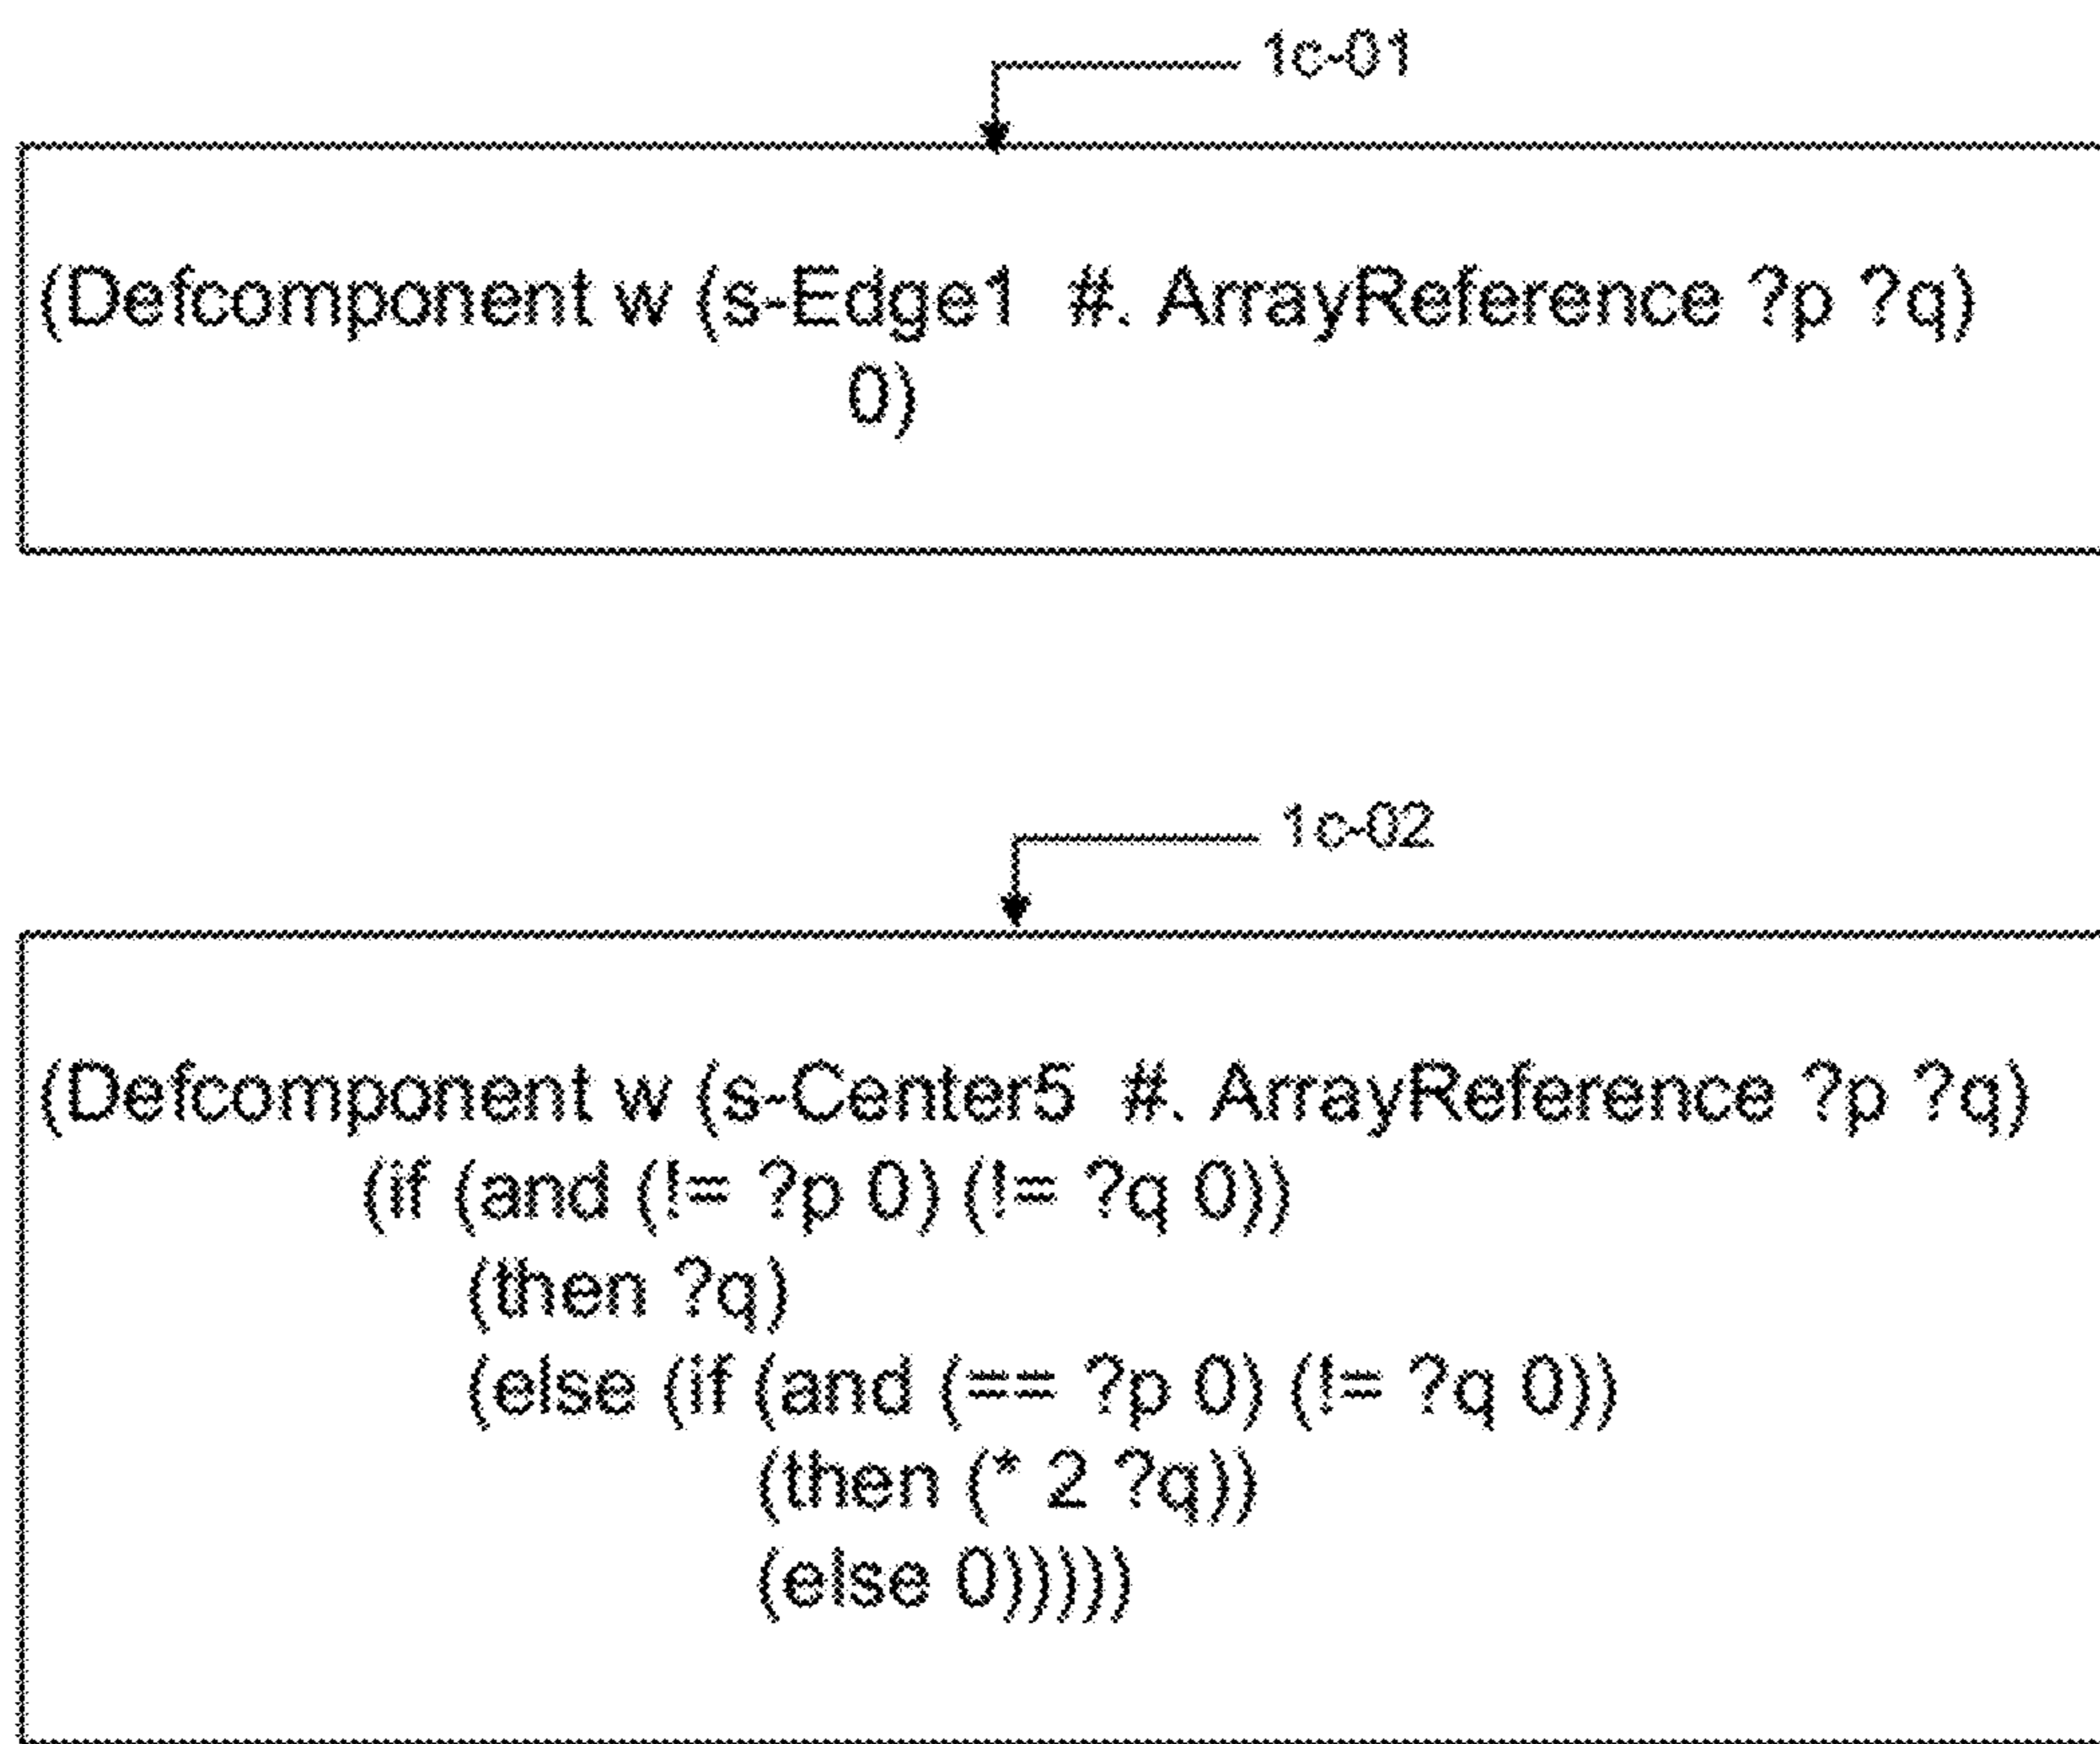 1c-01
(Defcomponent w (s-Edge1 #. ArrayReference ?p ?q)
0)
1c-02
(Defcomponent w (s-Center5 #. ArrayReference ?p ?q)
(if (and (!= ?p 0) (!= ?q 0))
(then ?q)
(else (if (and (== ?p 0) (!= ?q 0))
(then (* 2 ?q))
(else 0)))))